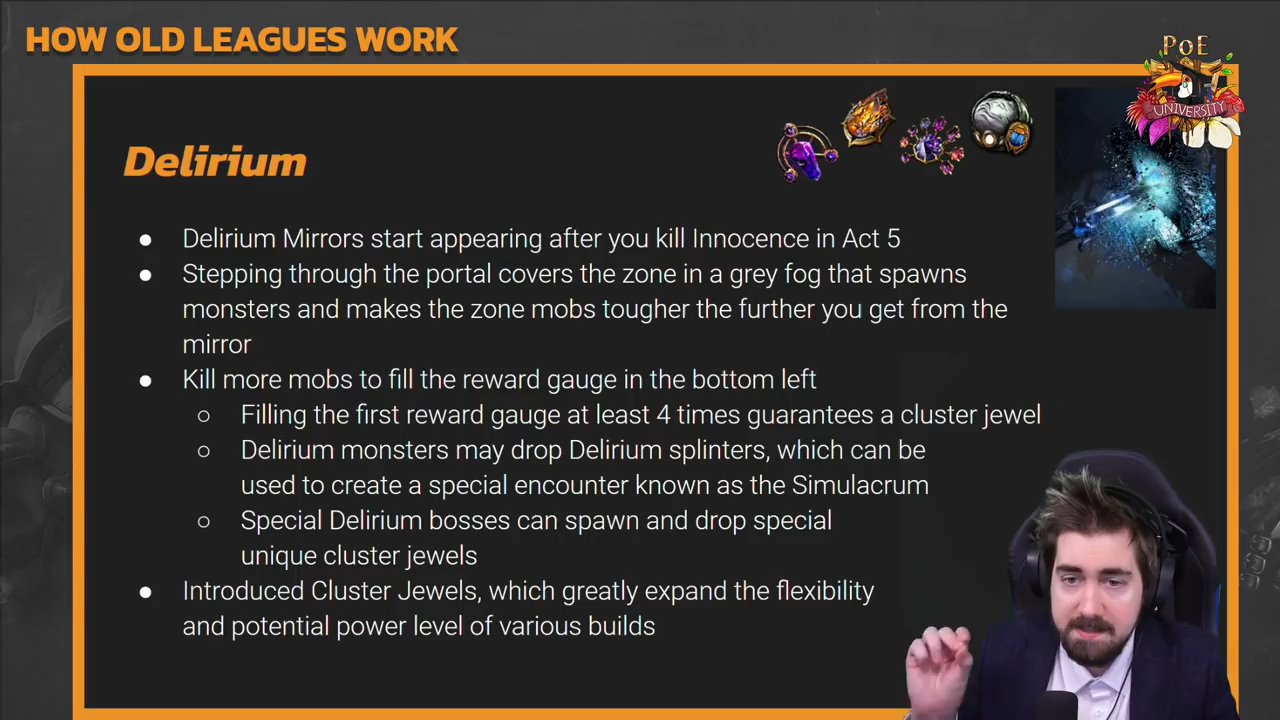 HOW OLD LEAGUES WORK
PoE
UNIVERSITY
Delirium
● Delirium Mirrors start appearing after you kill Innocence in Act 5
● Stepping through the portal covers the zone in a grey fog that spawns
monsters and makes the zone mobs tougher the further you get from the
mirror
● Kill more mobs to fill the reward gauge in the bottom left
○ Filling the first reward gauge at least 4 times guarantees a cluster jewel
○ Delirium monsters may drop Delirium splinters, which can be
used to create a special encounter known as the Simulacrum
○ Special Delirium bosses can spawn and drop special
unique cluster jewels
● Introduced Cluster Jewels, which greatly expand the flexibility
and potential power level of various builds